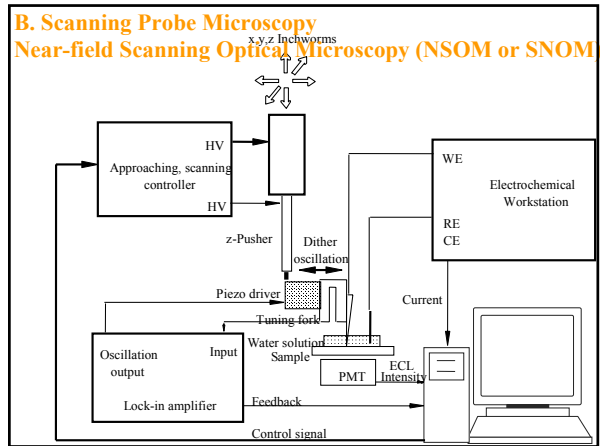 B. Scanning Probe Microscopy
x,y,z Inchworms
Near-field Scanning Optical Microscopy (NSOM or SNOM)
HV
Approaching, scanning
controller
HV
WE
Electrochemical
Workstation
RE
CE
z-Pusher
Dither
oscillation
Piezo driver
Current
Tuning fork
Input
Water solution
Sample
Oscillation
output
PMT
ECL
Intensity
Lock-in amplifier
Feedback
Control signal